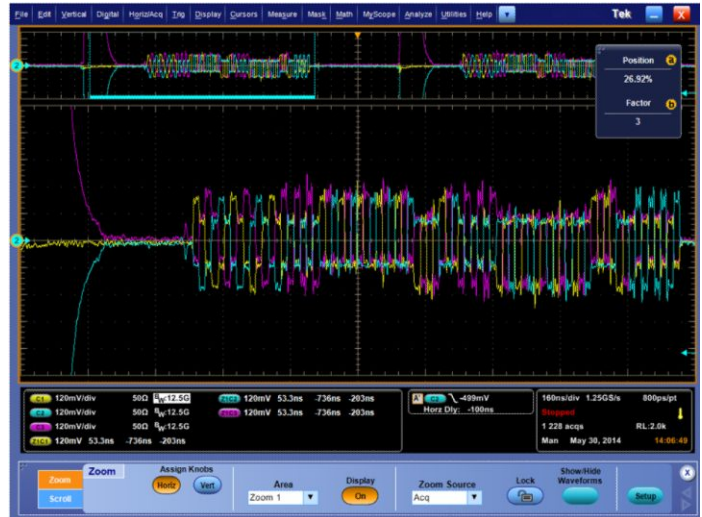 File Edit Vertical Digital Horiz/Acq Trig Display Cursors Measure Mask Math MyScope Analyze Utilities Help Tek X
Position a
26.92%
Factor b
3
2
2
C1 120mV/div 50Ω BW:12.5G
C2 120mV/div 50Ω BW:12.5G
C3 120mV/div 50Ω BW:12.5G
Z1C1 120mV 53.3ns -736ns -203ns
Z1C2 120mV 53.3ns -736ns -203ns
Z1C3 120mV 53.3ns -736ns -203ns
A' C2 -499mV
Horz Dly: -100ns
160ns/div 1.25GS/s 800ps/pt
Stopped
1 228 acqs RL:2.0k
Man May 30, 2014 14:06:49
Zoom
Scroll
Zoom
Assign Knobs
Horiz Vert
Area
Zoom 1
Display
On
Zoom Source
Acq
Lock
Show/Hide
Waveforms
Setup
X